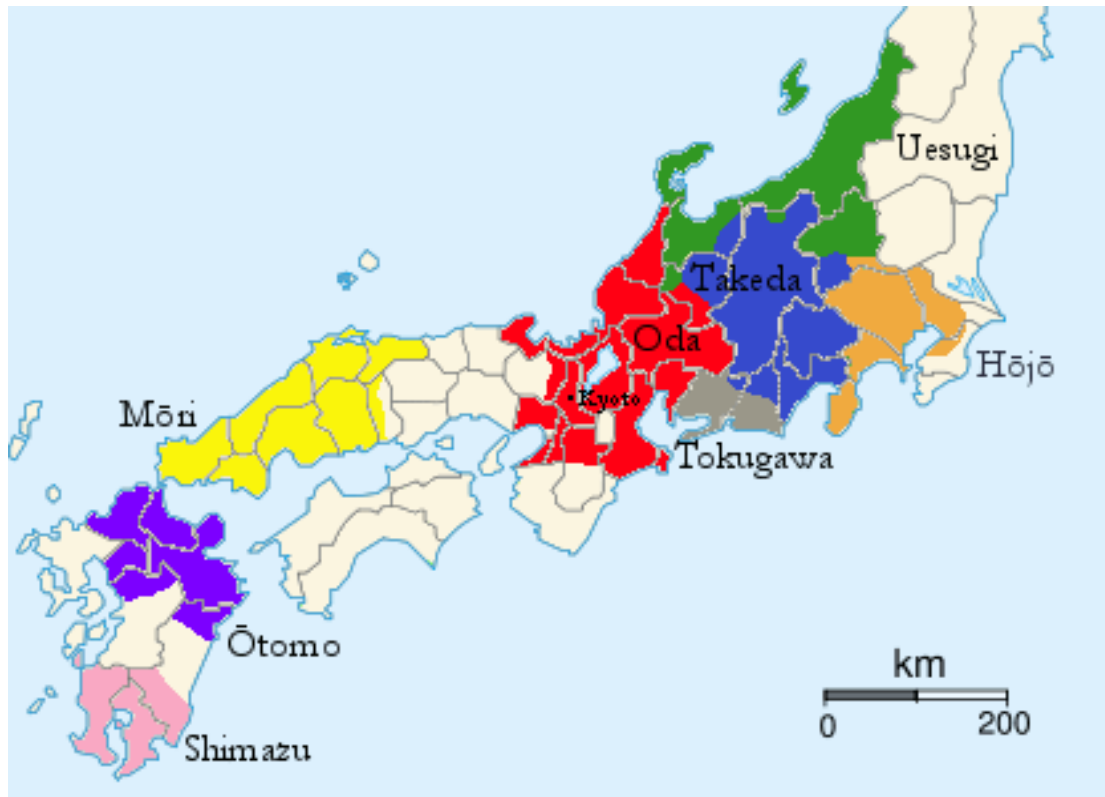 Uesugi
Takeda
Oda
Hōjō
Kyoto
Mōri
Tokugawa
Ōtomo
km
0 200
Shimazu